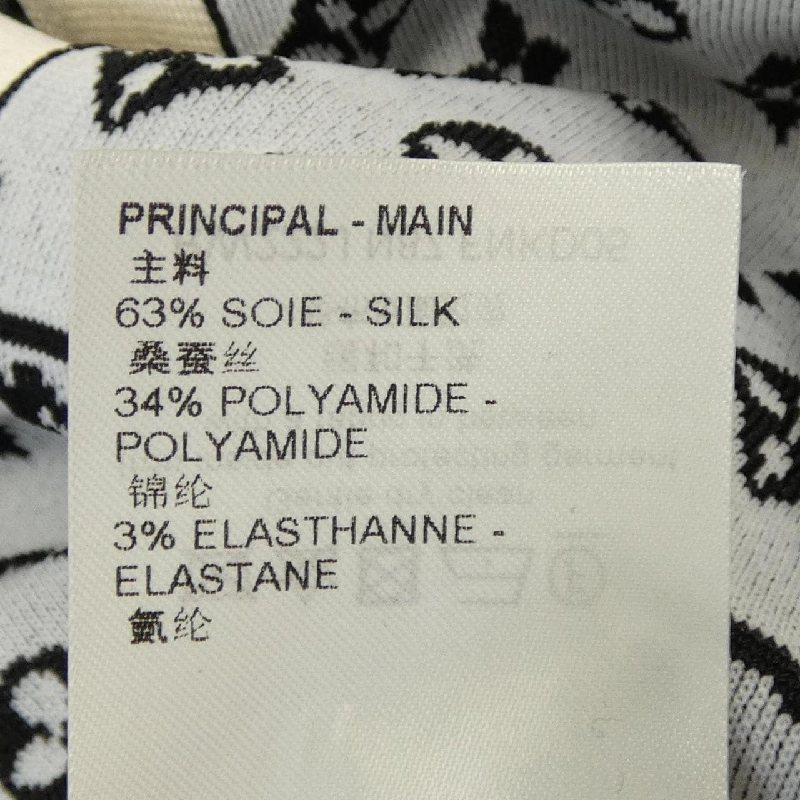 PRINCIPAL - MAIN
主料
63% SOIE - SILK
桑蚕丝
34% POLYAMIDE -
POLYAMIDE
锦纶
3% ELASTHANNE -
ELASTANE
氨纶